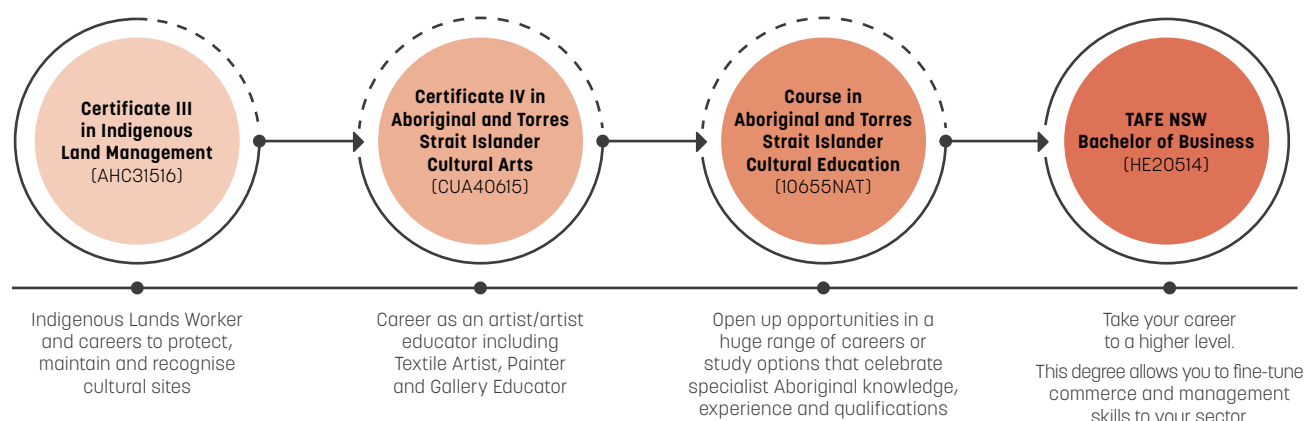 Certificate III
in Indigenous
Land Management
(AHC31516)
Certificate IV in
Aboriginal and Torres
Strait Islander
Cultural Arts
(CUA40615)
Course in
Aboriginal and Torres
Strait Islander
Cultural Education
(10655NAT)
TAFE NSW
Bachelor of Business
(HE20514)
Indigenous Lands Worker
and careers to protect,
maintain and recognise
cultural sites
Career as an artist/artist
educator including
Textile Artist, Painter
and Gallery Educator
Open up opportunities in a
huge range of careers or
study options that celebrate
specialist Aboriginal knowledge,
experience and qualifications
Take your career
to a higher level.
This degree allows you to fine-tune
commerce and management
skills to your sector